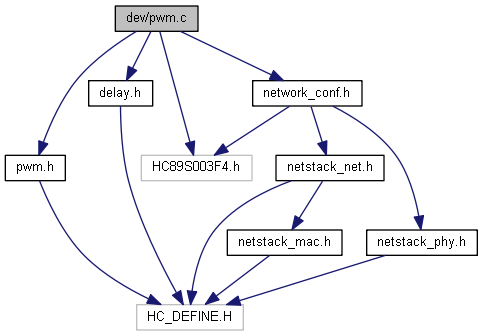 dev/pwm.c
delay.h
network_conf.h
pwm.h
HC89S003F4.h
netstack_net.h
netstack_mac.h
netstack_phy.h
HC_DEFINE.H